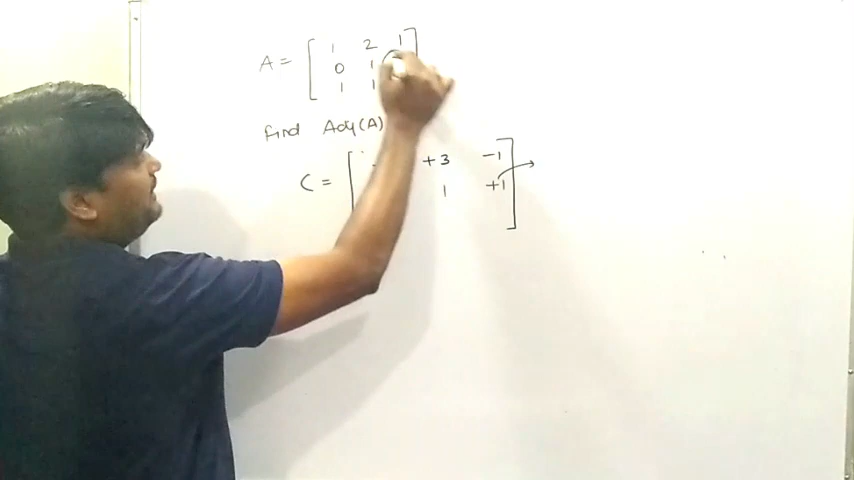 A = [ 1 2 1
0 1
1 1
Find Adj(A)
C = [ +3 -1
1 +1 ]